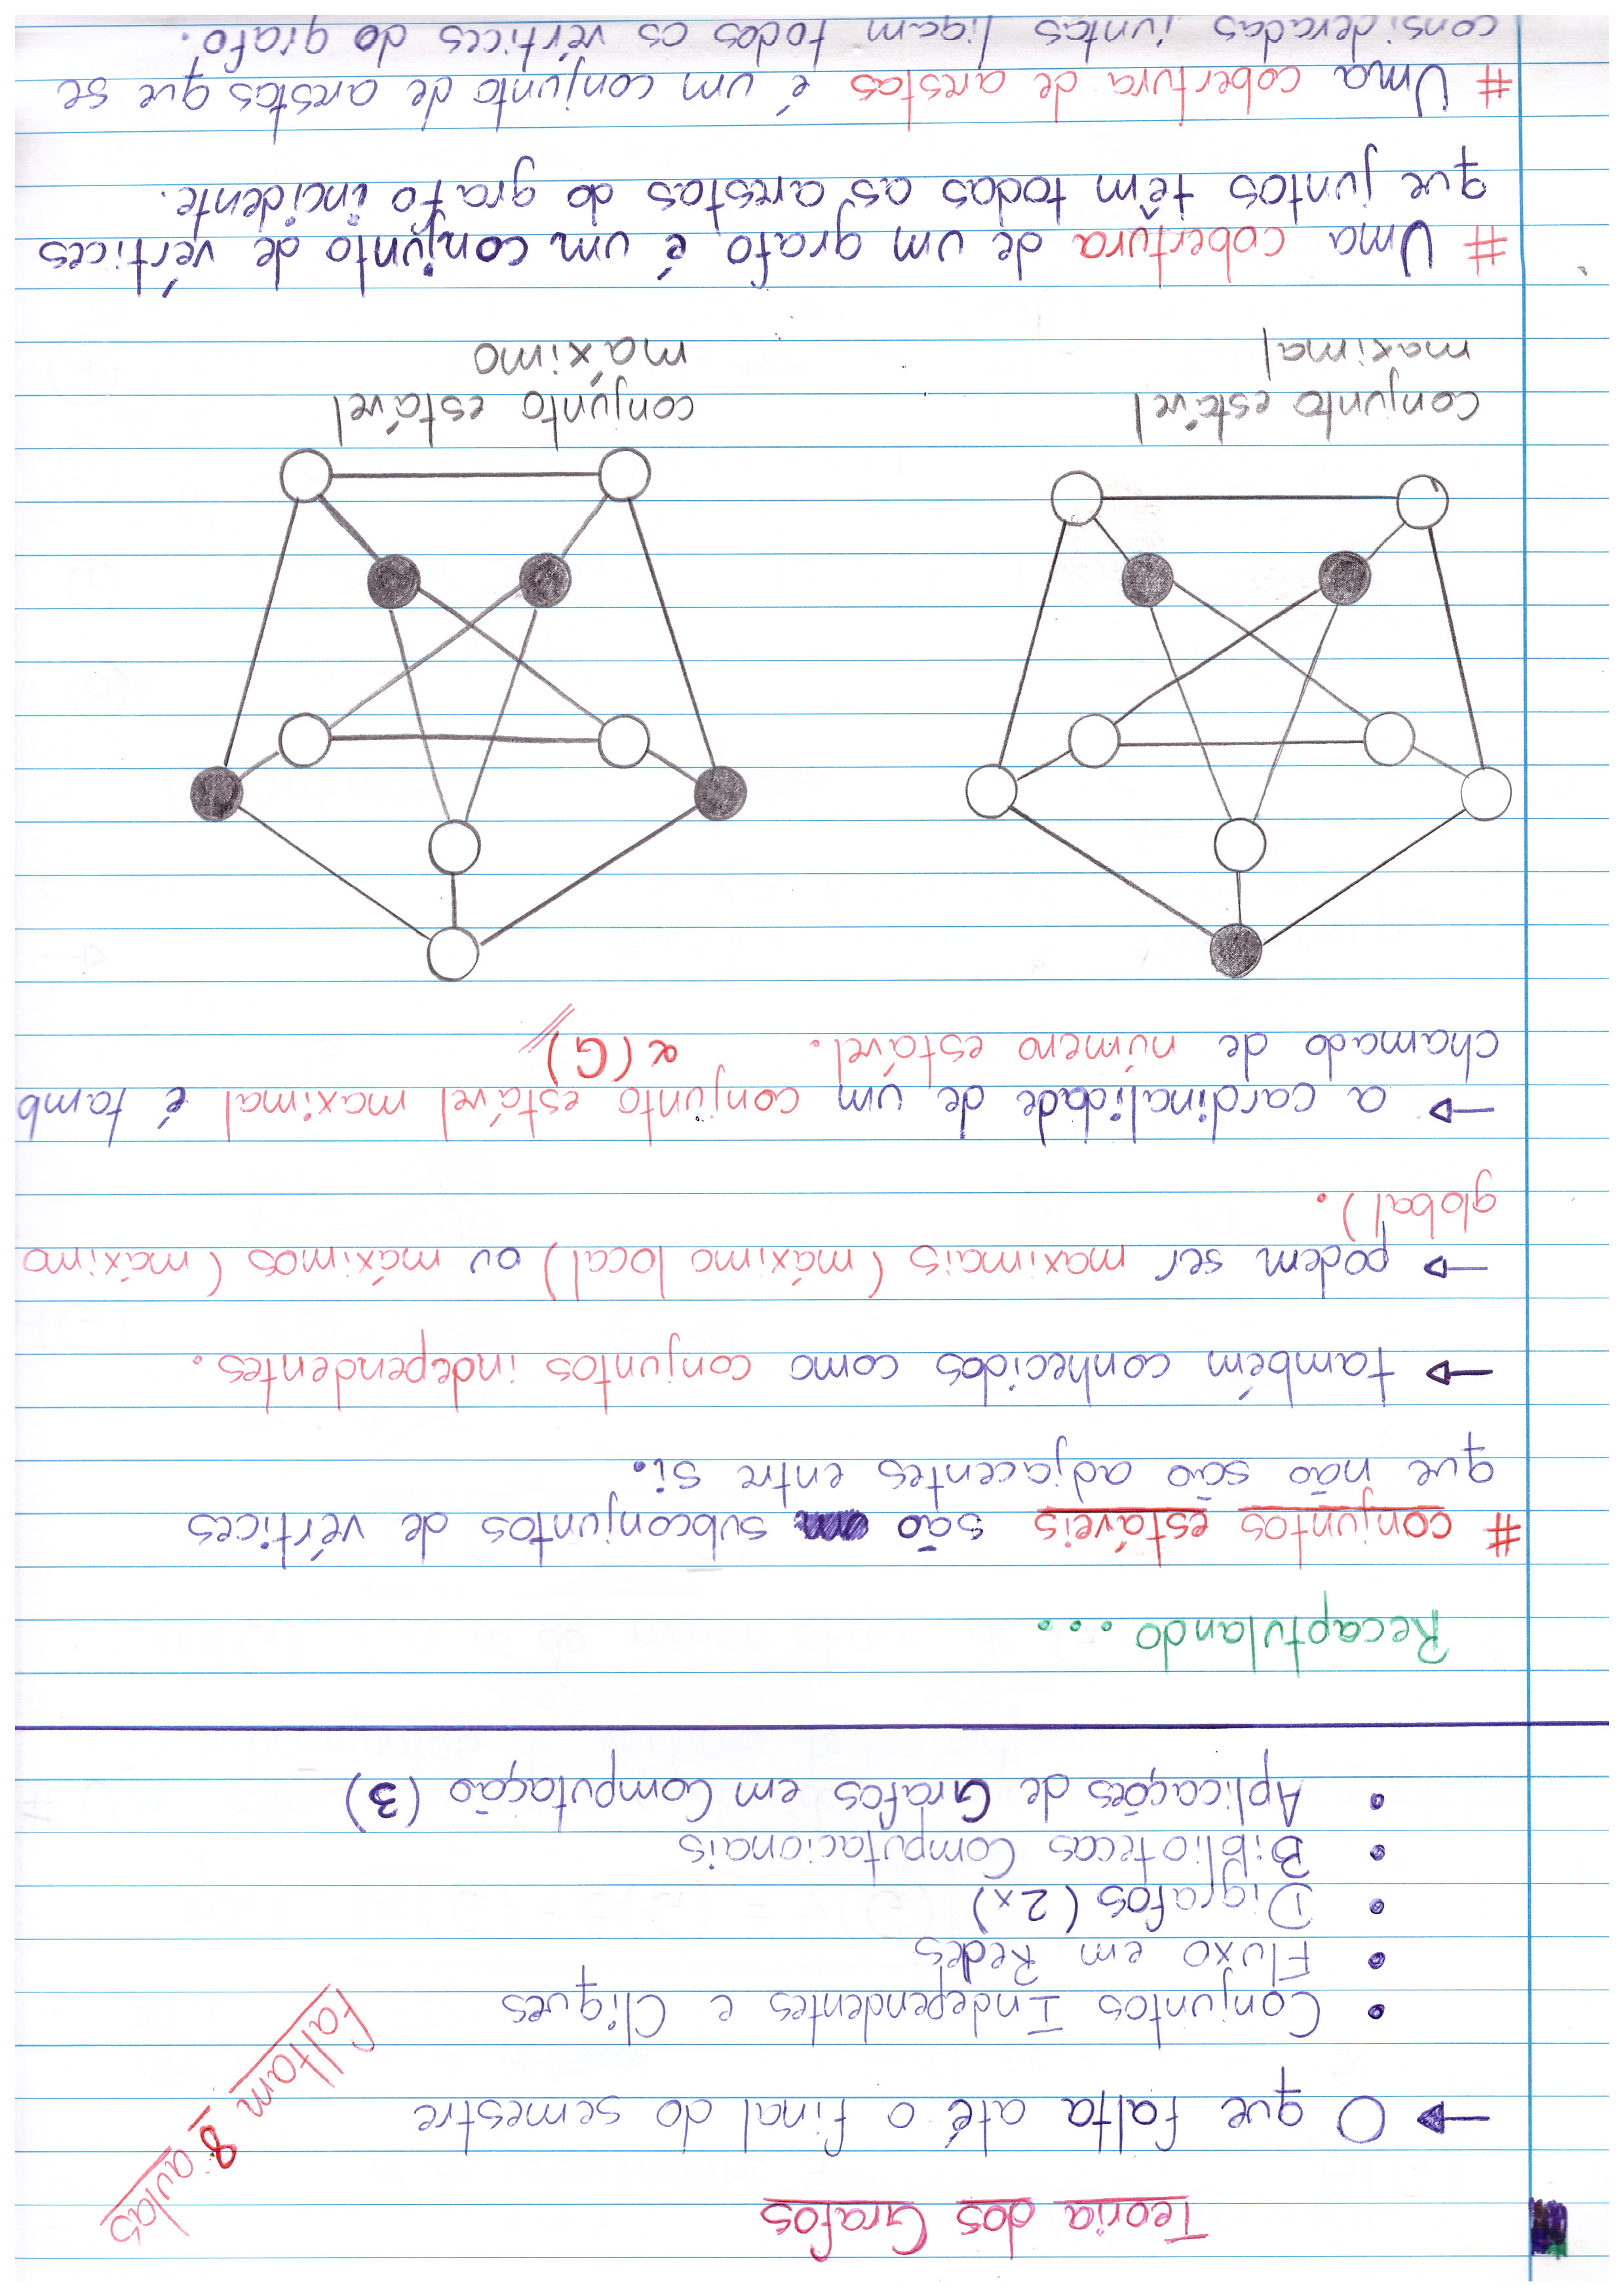 Teoria dos Grafos
faltam 8 aulas
→ O que falta até o final do semestre
• Conjuntos Independentes e Cliques
• Fluxo em Redes
• Digrafos (2x)
• Bibliotecas Computacionais
• Aplicações de Grafos em Computação (3)
Recaptulando...
# conjuntos estáveis são subconjuntos de vértices
que não são adjacentes entre si.
→ também conhecidos como conjuntos independentes.
→ podem ser maximais (máximo local) ou máximos (máximo
global).
→ a cardinalidade de um conjunto estável maximal é tamb
chamado de número estável. α(G)
conjunto estável
maximal
conjunto estável
máximo
# Uma cobertura de um grafo é um conjunto de vértices
que juntos têm todas as arestas do grafo incidente.
# Uma cobertura de arestas é um conjunto de arestas que se
consideradas juntas ligam todos os vértices do grafo.